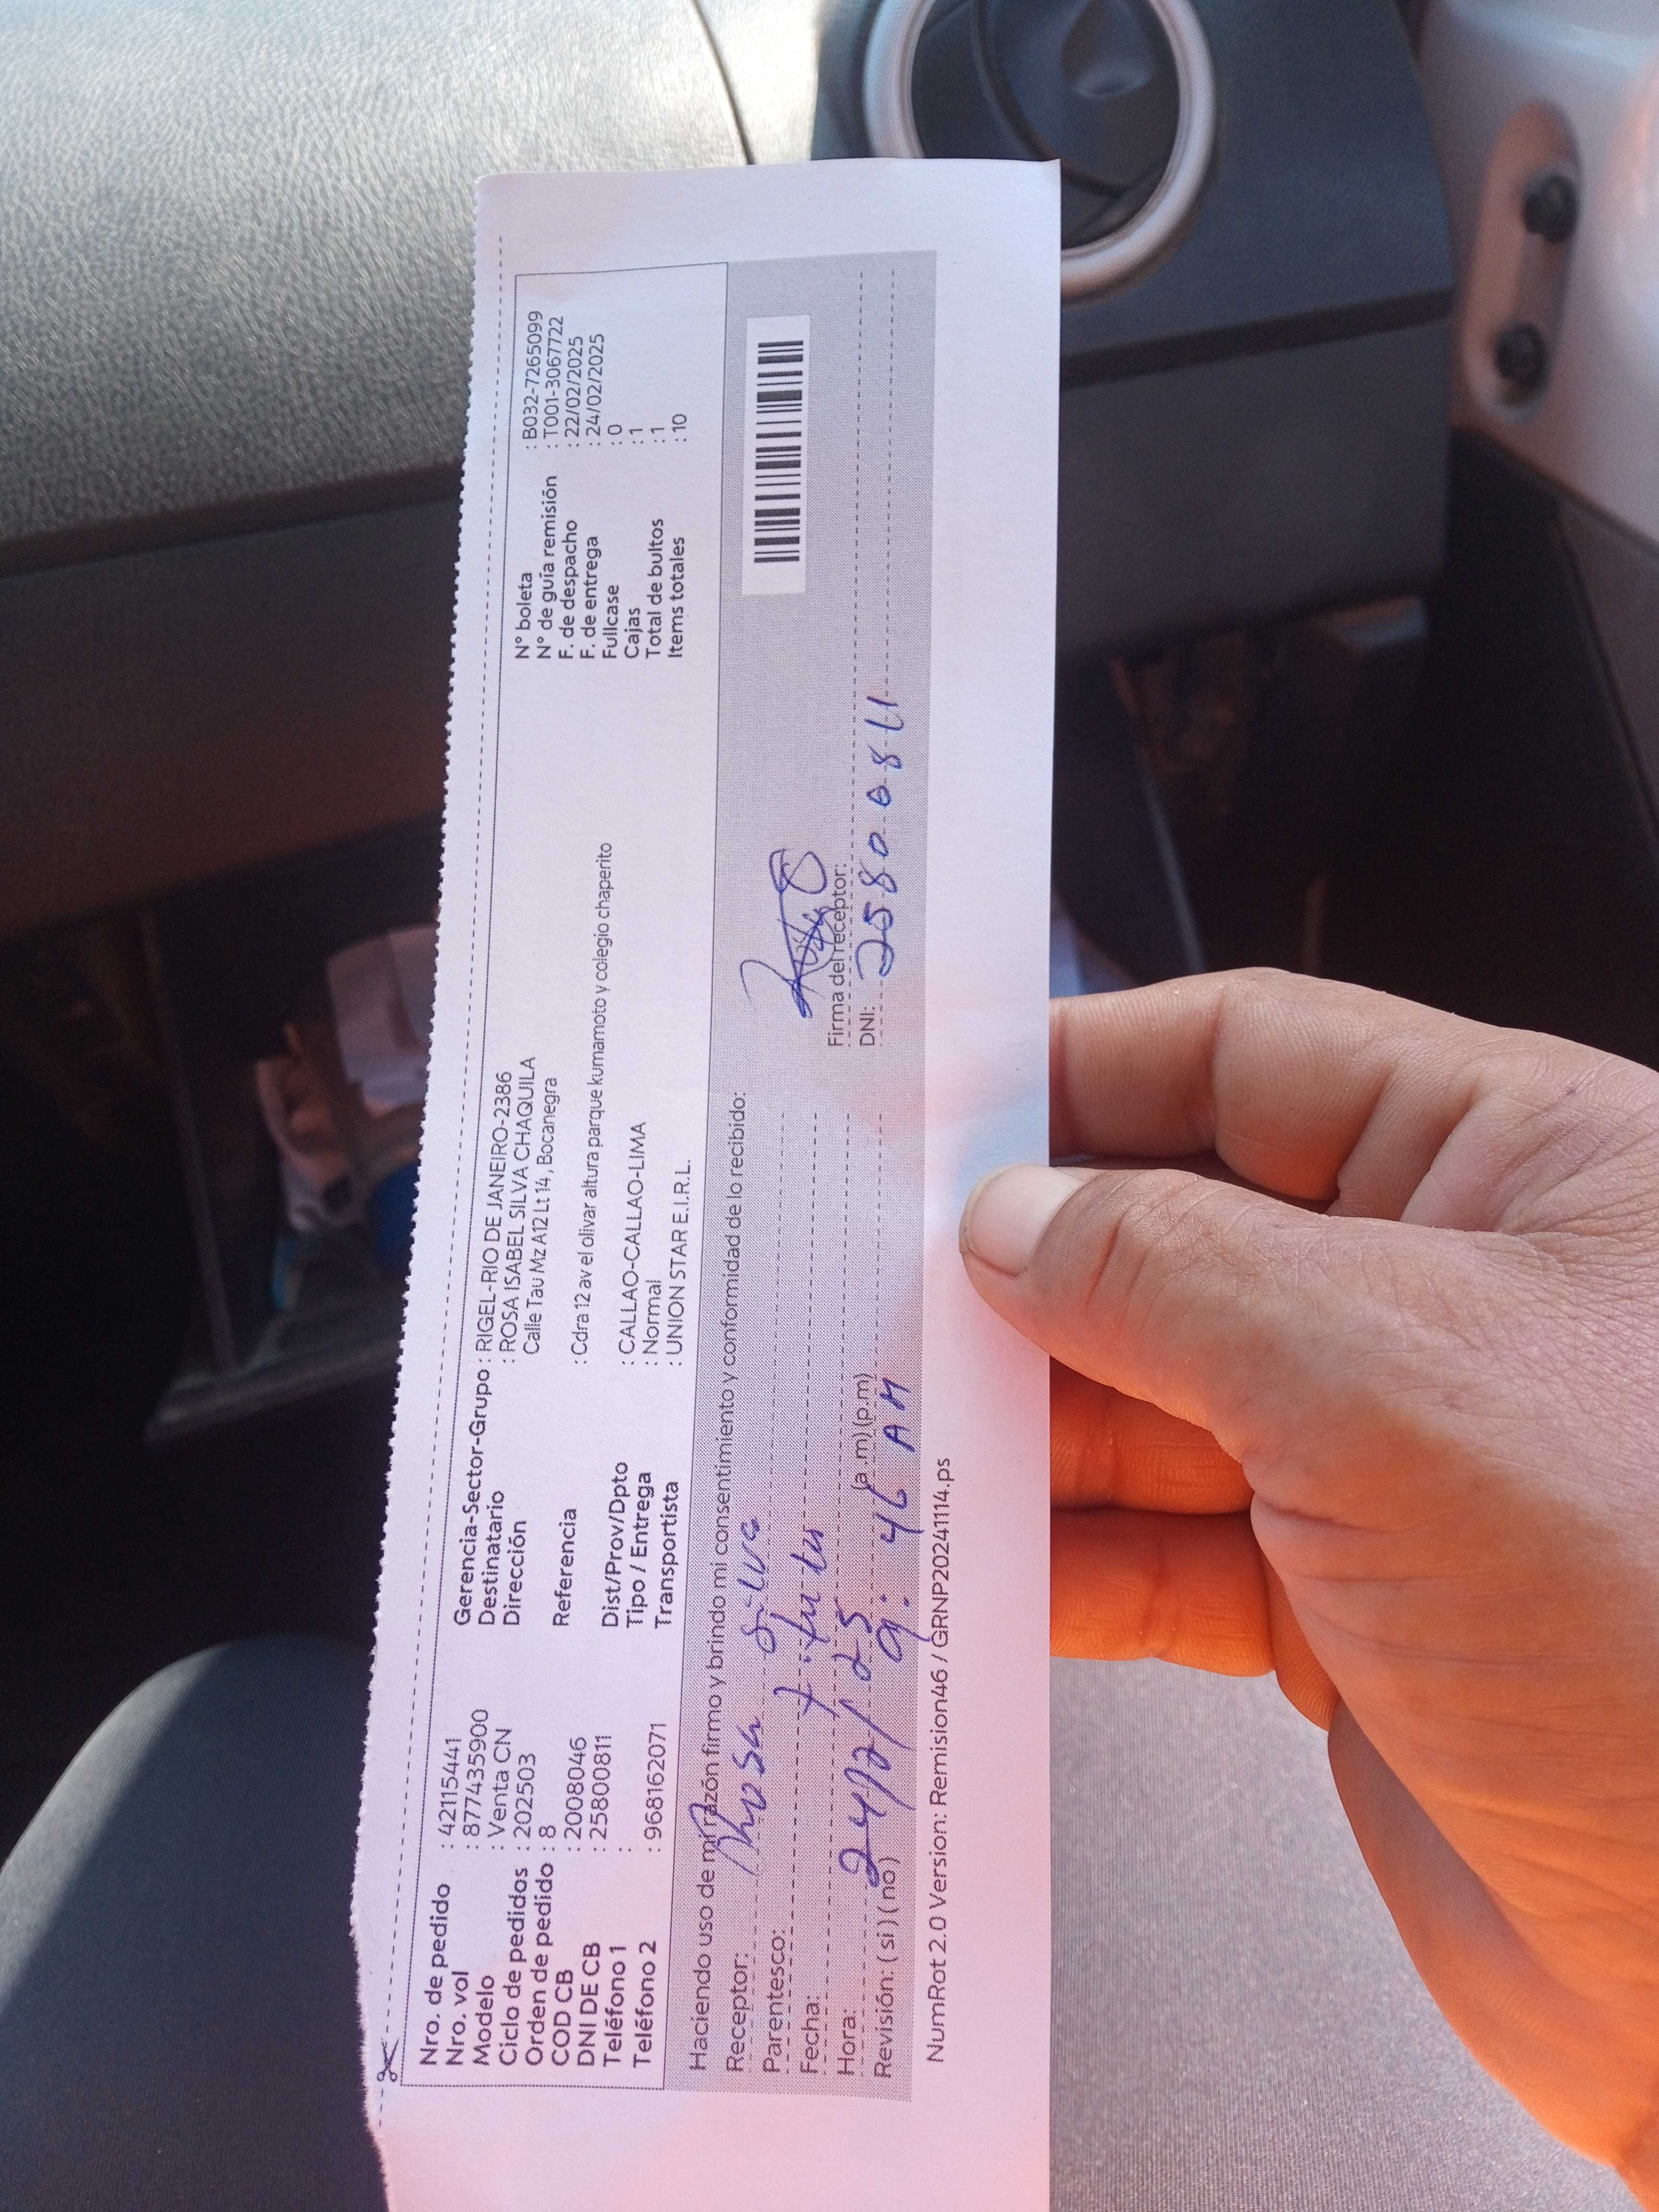 Nro. de pedido : 42115441
Nro. vol : 877435900
Modelo : Venta CN
Ciclo de pedidos : 202503
Orden de pedido : 8
COD CB : 2008046
DNI DE CB : 25800811
Teléfono 1 :
Teléfono 2 : 968162071
Gerencia-Sector-Grupo : RIGEL-RIO DE JANEIRO-2386
Destinatario : ROSA ISABEL SILVA CHAQUILA
Dirección Calle Tau Mz A12 Lt 14, Bocanegra
Referencia : Cdra 12 av el olivar altura parque kumamoto y colegio chaperito
Dist/Prov/Dpto : CALLAO-CALLAO-LIMA
Tipo / Entrega : Normal
Transportista : UNION STAR E.I.R.L.
N° boleta : B032-7265099
N° de guía remisión : T001-3067722
F. de despacho : 22/02/2025
F. de entrega : 24/02/2025
Fullcase : 0
Cajas : 1
Total de bultos : 1
Items totales : 10
Haciendo uso de mi razón firmo y brindo mi consentimiento y conformidad de lo recibido:
Receptor: Rosa Silva
Parentesco:
Fecha: 24/2/25
Hora: 9:46 AM (a.m) (p.m)
Revisión: (si) (no)
Firma del receptor:
DNI: 25800811
NumRot 2.0 Version: Remision46 / GRNP20241114.ps